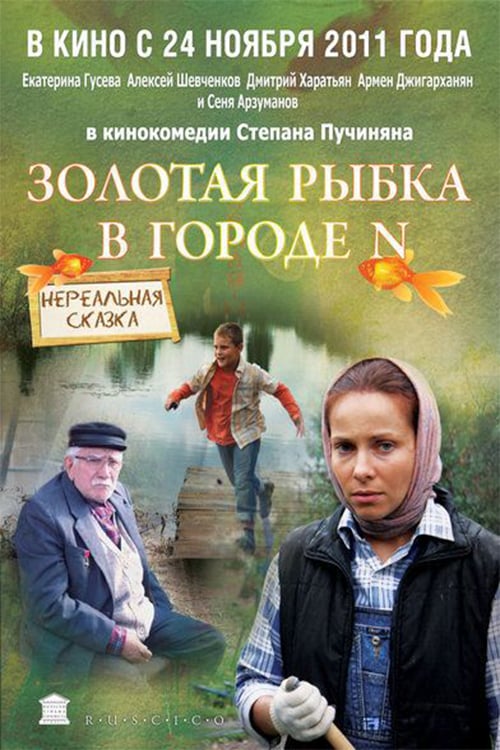 В КИНО С 24 НОЯБРЯ 2011 ГОДА
Екатерина Гусева Алексей Шевченков Дмитрий Харатьян Армен Джигарханян
и Сеня Арзуманов
в кинокомедии Степана Пучиняна
ЗОЛОТАЯ РЫБКА
В ГОРОДЕ N
НЕРЕАЛЬНАЯ
СКАЗКА
R·U·S·C·I·C·O